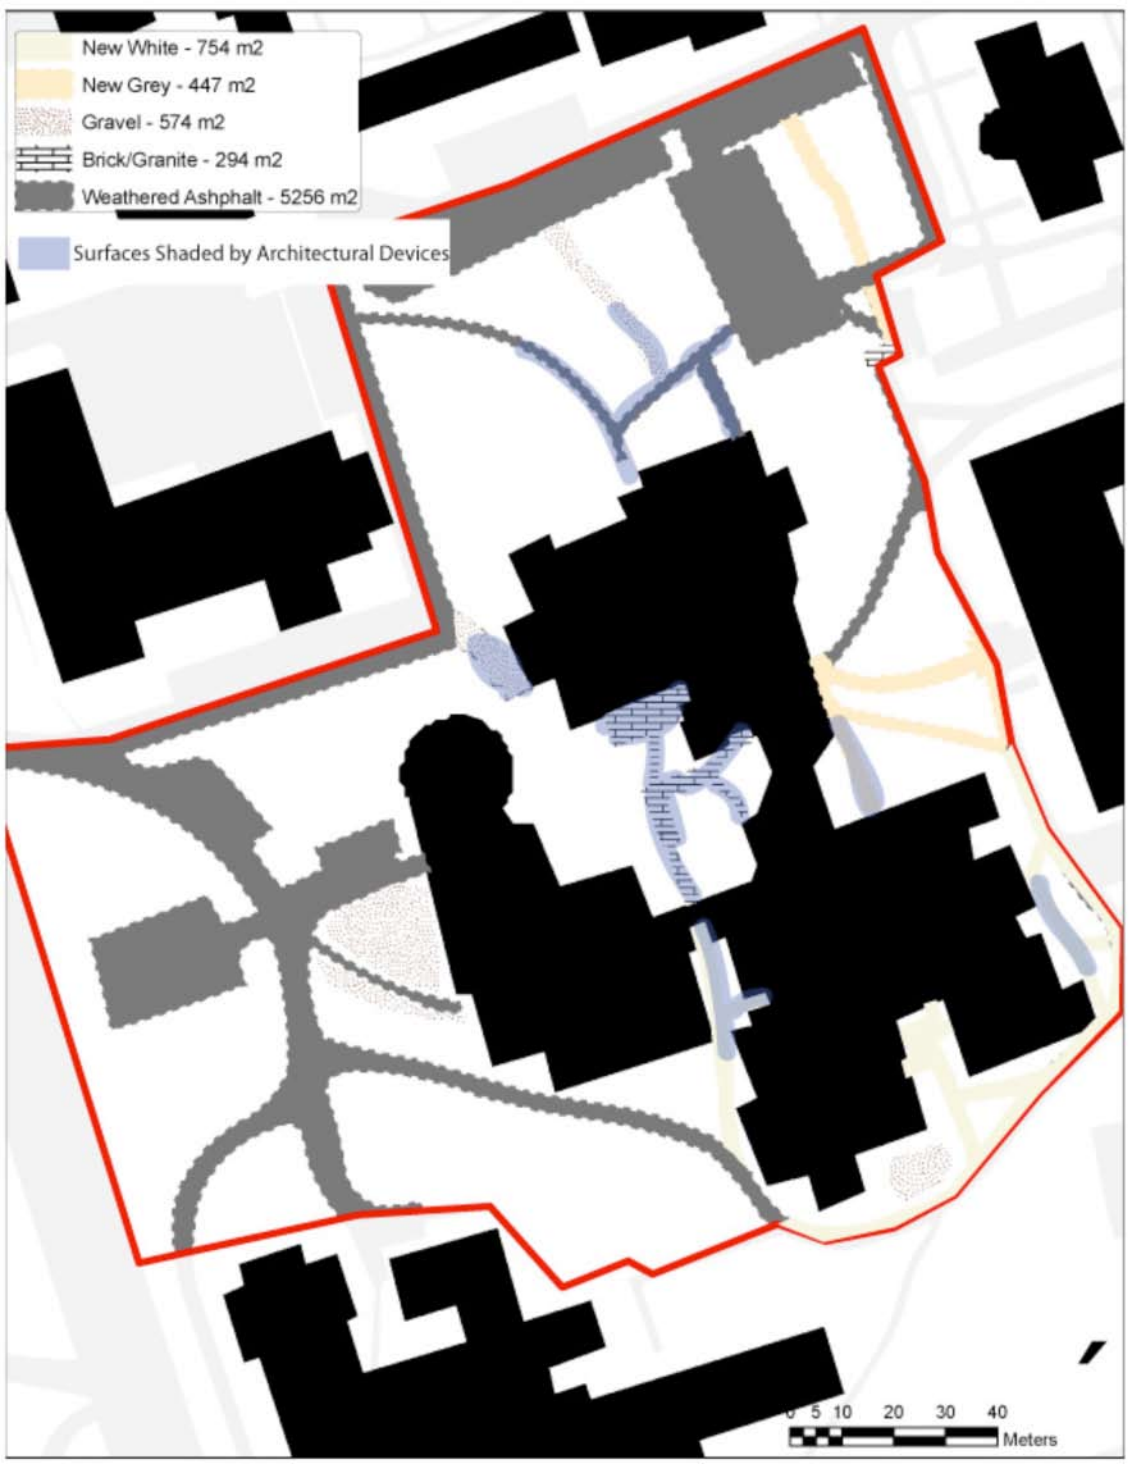 New White - 754 m2
New Grey - 447 m2
Gravel - 574 m2
Brick/Granite - 294 m2
Weathered Ashphalt - 5256 m2
Surfaces Shaded by Architectural Devices
0 5 10 20 30 40
Meters